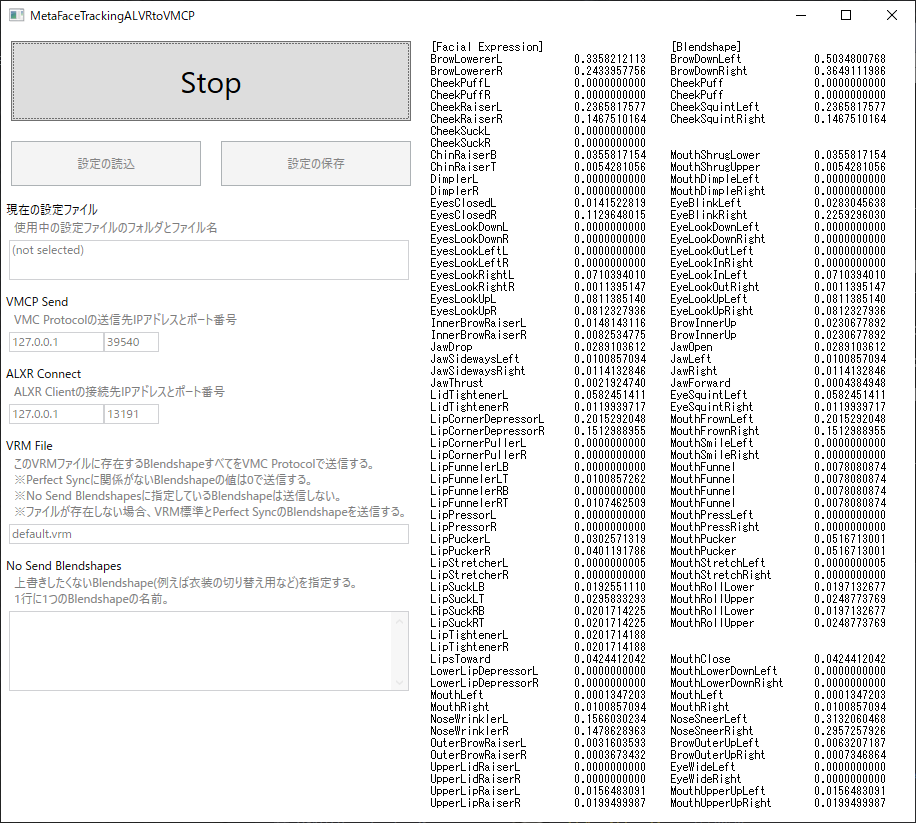 MetaFaceTrackingALVRtoVMCP
Stop
設定の読込 設定の保存
現在の設定ファイル
使用中の設定ファイルのフォルダとファイル名
(not selected)
VMCP Send
VMC Protocolの送信先IPアドレスとポート番号
127.0.0.1 39540
ALXR Connect
ALXR Clientの接続先IPアドレスとポート番号
127.0.0.1 13191
VRM File
このVRMファイルに存在するBlendshapeすべてをVMC Protocolで送信する。
※Perfect Syncに関係がないBlendshapeの値は0で送信する。
※No Send Blendshapesに指定しているBlendshapeは送信しない。
※ファイルが存在しない場合、VRM標準とPerfect SyncのBlendshapeを送信する。
default.vrm
No Send Blendshapes
上書きしたくないBlendshape(例えば衣装の切り替え用など)を指定する。
1行に1つのBlendshapeの名前。
[Facial Expression] [Blendshape]
BrowLowererL 0.3358212113 BrowDownLeft 0.5034800768
BrowLowererR 0.2433957756 BrowDownRight 0.3649111986
CheekPuffL 0.0000000000 CheekPuff 0.0000000000
CheekPuffR 0.0000000000 CheekPuff 0.0000000000
CheekRaiserL 0.2365817577 CheekSquintLeft 0.2365817577
CheekRaiserR 0.1467510164 CheekSquintRight 0.1467510164
CheekSuckL 0.0000000000
CheekSuckR 0.0000000000
ChinRaiserB 0.0355817154 MouthShrugLower 0.0355817154
ChinRaiserT 0.0054281056 MouthShrugUpper 0.0054281056
DimplerL 0.0000000000 MouthDimpleLeft 0.0000000000
DimplerR 0.0000000000 MouthDimpleRight 0.0000000000
EyesClosedL 0.0141522819 EyeBlinkLeft 0.0283045638
EyesClosedR 0.1129648015 EyeBlinkRight 0.2259296030
EyesLookDownL 0.0000000000 EyeLookDownLeft 0.0000000000
EyesLookDownR 0.0000000000 EyeLookDownRight 0.0000000000
EyesLookLeftL 0.0000000000 EyeLookOutLeft 0.0000000000
EyesLookLeftR 0.0000000000 EyeLookInRight 0.0000000000
EyesLookRightL 0.0710394010 EyeLookInLeft 0.0710394010
EyesLookRightR 0.0011395147 EyeLookOutRight 0.0011395147
EyesLookUpL 0.0811385140 EyeLookUpLeft 0.0811385140
EyesLookUpR 0.0812327936 EyeLookUpRight 0.0812327936
InnerBrowRaiserL 0.0148143116 BrowInnerUp 0.0230677892
InnerBrowRaiserR 0.0082534775 BrowInnerUp 0.0230677892
JawDrop 0.0289103612 JawOpen 0.0289103612
JawSidewaysLeft 0.0100857094 JawLeft 0.0100857094
JawSidewaysRight 0.0114132846 JawRight 0.0114132846
JawThrust 0.0021924740 JawForward 0.0004384948
LidTightenerL 0.0582451411 EyeSquintLeft 0.0582451411
LidTightenerR 0.0119939717 EyeSquintRight 0.0119939717
LipCornerDepressorL 0.2015292048 MouthFrownLeft 0.2015292048
LipCornerDepressorR 0.1512988955 MouthFrownRight 0.1512988955
LipCornerPullerL 0.0000000000 MouthSmileLeft 0.0000000000
LipCornerPullerR 0.0000000000 MouthSmileRight 0.0000000000
LipFunnelerLB 0.0000000000 MouthFunnel 0.0078080874
LipFunnelerLT 0.0100857262 MouthFunnel 0.0078080874
LipFunnelerRB 0.0000000000 MouthFunnel 0.0078080874
LipFunnelerRT 0.0107462509 MouthFunnel 0.0078080874
LipPressorL 0.0000000000 MouthPressLeft 0.0000000000
LipPressorR 0.0000000000 MouthPressRight 0.0000000000
LipPuckerL 0.0302571319 MouthPucker 0.0516713001
LipPuckerR 0.0401191786 MouthPucker 0.0516713001
LipStretcherL 0.0000000005 MouthStretchLeft 0.0000000005
LipStretcherR 0.0000000000 MouthStretchRight 0.0000000000
LipSuckLB 0.0192551110 MouthRollLower 0.0197132677
LipSuckLT 0.0295833293 MouthRollUpper 0.0248773769
LipSuckRB 0.0201714225 MouthRollLower 0.0197132677
LipSuckRT 0.0201714225 MouthRollUpper 0.0248773769
LipTightenerL 0.0201714188
LipTightenerR 0.0201714188
LipsToward 0.0424412042 MouthClose 0.0424412042
LowerLipDepressorL 0.0000000000 MouthLowerDownLeft 0.0000000000
LowerLipDepressorR 0.0000000000 MouthLowerDownRight 0.0000000000
MouthLeft 0.0001347203 MouthLeft 0.0001347203
MouthRight 0.0100857094 MouthRight 0.0100857094
NoseWrinklerL 0.1566030234 NoseSneerLeft 0.3132060468
NoseWrinklerR 0.1478628963 NoseSneerRight 0.2957257926
OuterBrowRaiserL 0.0031603593 BrowOuterUpLeft 0.0063207187
OuterBrowRaiserR 0.0003673432 BrowOuterUpRight 0.0007346864
UpperLidRaiserL 0.0000000000 EyeWideLeft 0.0000000000
UpperLidRaiserR 0.0000000000 EyeWideRight 0.0000000000
UpperLipRaiserL 0.0156483091 MouthUpperUpLeft 0.0156483091
UpperLipRaiserR 0.0199499987 MouthUpperUpRight 0.0199499987